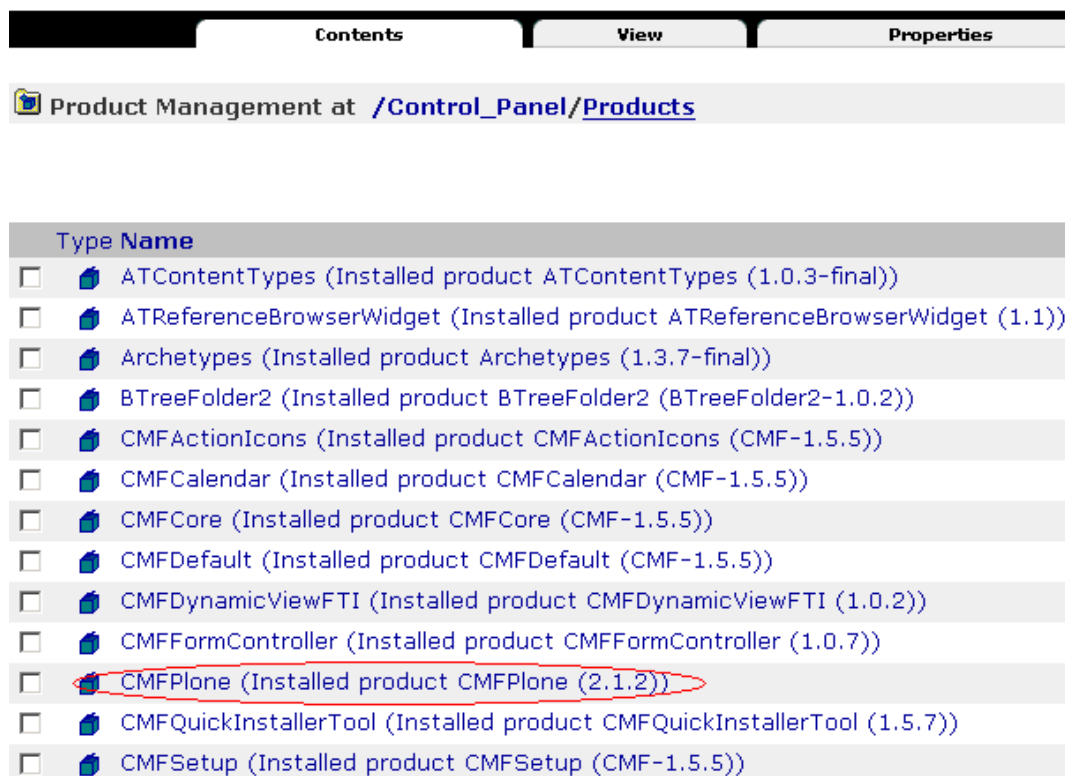 Contents View Properties
Product Management at /Control_Panel/Products
Type Name
ATContentTypes (Installed product ATContentTypes (1.0.3-final))
ATReferenceBrowserWidget (Installed product ATReferenceBrowserWidget (1.1))
Archetypes (Installed product Archetypes (1.3.7-final))
BTreeFolder2 (Installed product BTreeFolder2 (BTreeFolder2-1.0.2))
CMFActionIcons (Installed product CMFActionIcons (CMF-1.5.5))
CMFCalendar (Installed product CMFCalendar (CMF-1.5.5))
CMFCore (Installed product CMFCore (CMF-1.5.5))
CMFDefault (Installed product CMFDefault (CMF-1.5.5))
CMFDynamicViewFTI (Installed product CMFDynamicViewFTI (1.0.2))
CMFFormController (Installed product CMFFormController (1.0.7))
CMFPlone (Installed product CMFPlone (2.1.2))
CMFQuickInstallerTool (Installed product CMFQuickInstallerTool (1.5.7))
CMFSetup (Installed product CMFSetup (CMF-1.5.5))